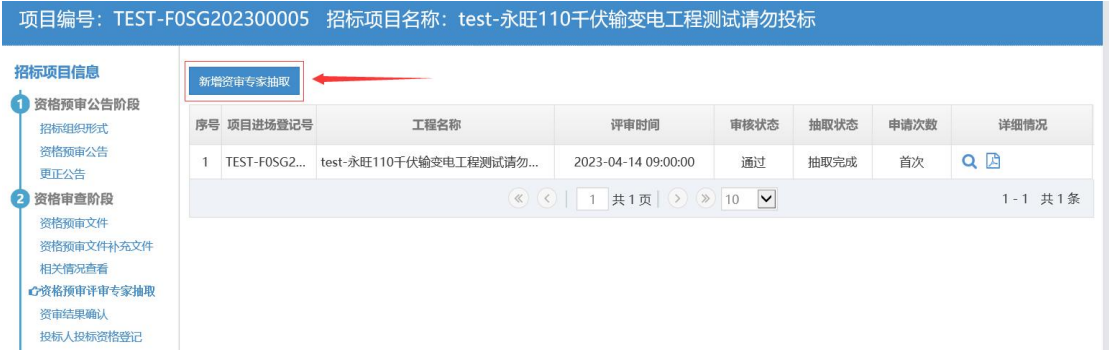 项目编号：TEST-F0SG202300005 招标项目名称：test-永旺110千伏输变电工程测试请勿投标
招标项目信息
1 资格预审公告阶段
招标组织形式
资格预审公告
更正公告
2 资格审查阶段
资格预审文件
资格预审文件补充文件
相关情况查看
资格预审评审专家抽取
资审结果确认
投标人投标资格登记
新增资审专家抽取
序号 项目进场登记号 工程名称 评审时间 审核状态 抽取状态 申请次数 详细情况
1 TEST-F0SG2... test-永旺110千伏输变电工程测试请勿... 2023-04-14 09:00:00 通过 抽取完成 首次
1 共1页 10 1 - 1 共1条